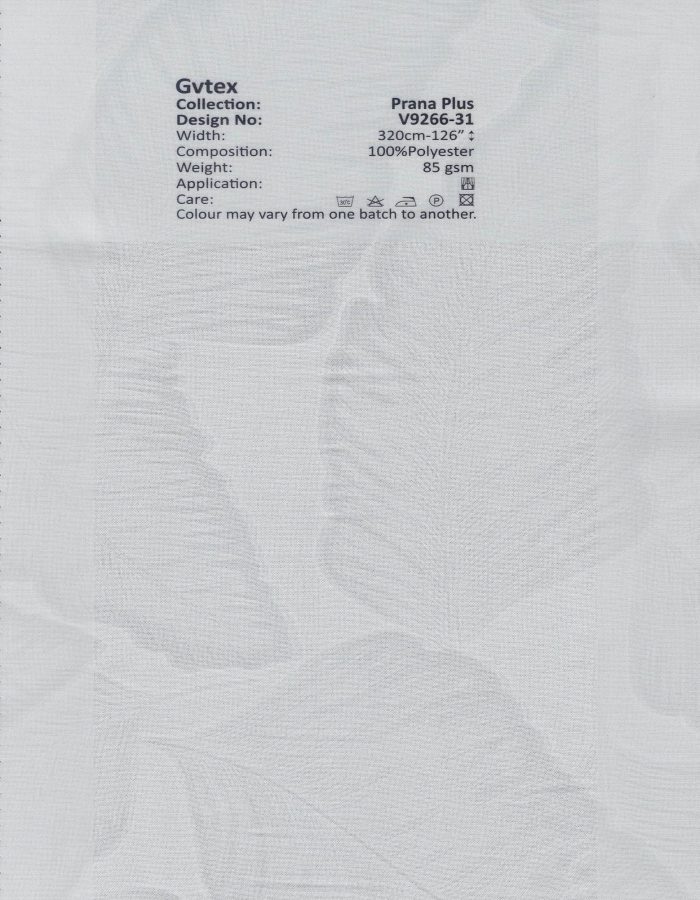 Gvtex
Collection: Prana Plus
Design No: V9266-31
Width: 320cm-126” ↕
Composition: 100%Polyester
Weight: 85 gsm
Application:
Care: 30°C P
Colour may vary from one batch to another.